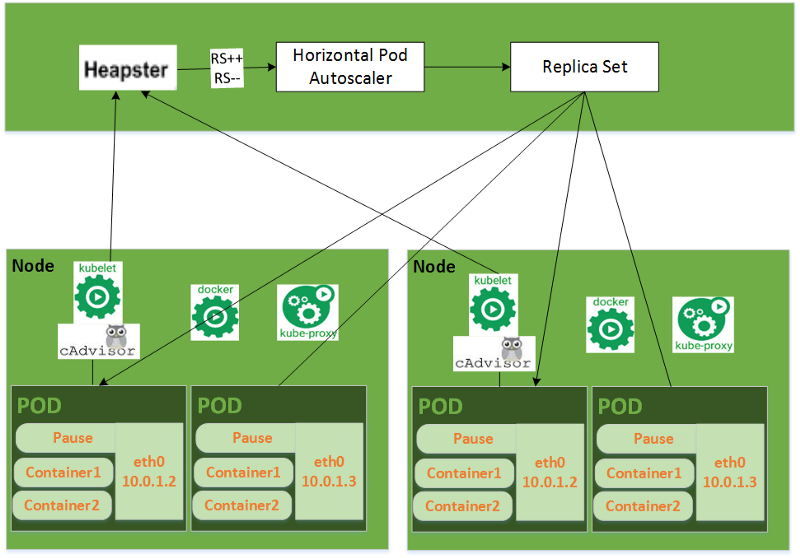 Heapster
RS++
RS--
Horizontal Pod
Autoscaler
Replica Set
Node
kubelet
docker
kube-proxy
cAdvisor
POD
Pause
Container1
Container2
eth0
10.0.1.2
POD
Pause
Container1
Container2
eth0
10.0.1.3
Node
kubelet
docker
kube-proxy
cAdvisor
POD
Pause
Container1
Container2
eth0
10.0.1.2
POD
Pause
Container1
Container2
eth0
10.0.1.3